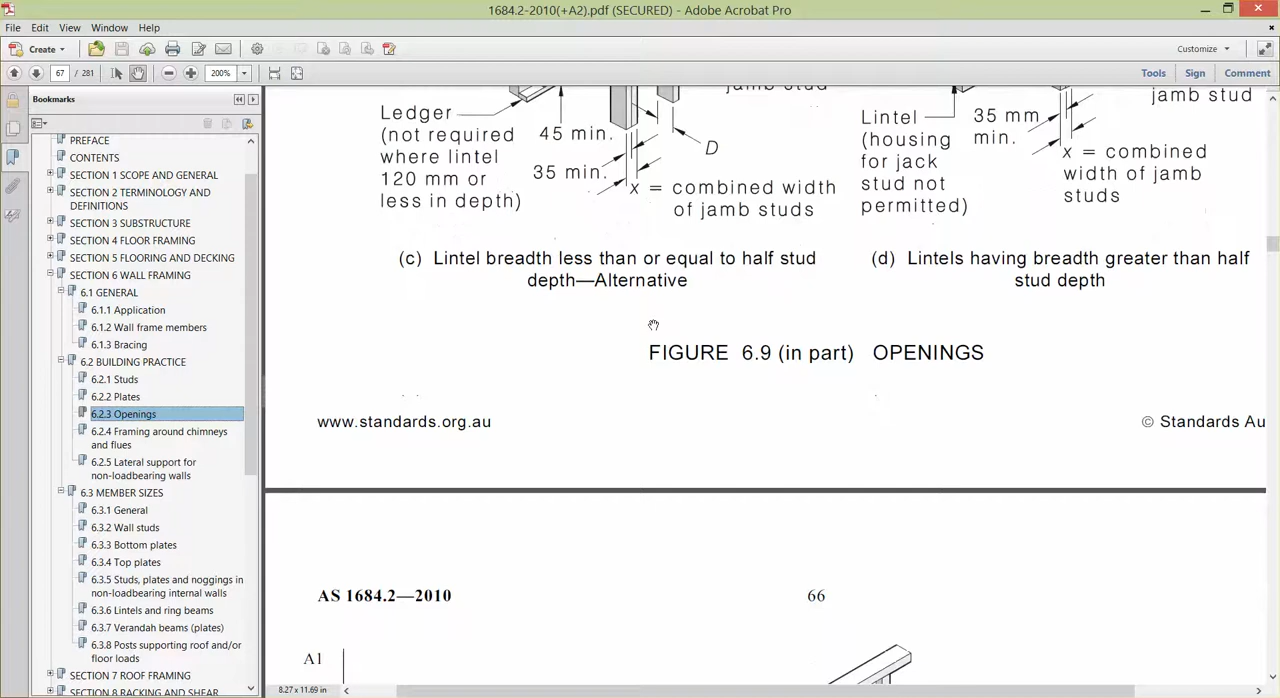 1684.2-2010(+A2).pdf (SECURED) - Adobe Acrobat Pro
File Edit View Window Help
Create
Customize
67 / 281
200%
Tools Sign Comment
Bookmarks
PREFACE
CONTENTS
SECTION 1 SCOPE AND GENERAL
SECTION 2 TERMINOLOGY AND
DEFINITIONS
SECTION 3 SUBSTRUCTURE
SECTION 4 FLOOR FRAMING
SECTION 5 FLOORING AND DECKING
SECTION 6 WALL FRAMING
6.1 GENERAL
6.1.1 Application
6.1.2 Wall frame members
6.1.3 Bracing
6.2 BUILDING PRACTICE
6.2.1 Studs
6.2.2 Plates
6.2.3 Openings
6.2.4 Framing around chimneys
and flues
6.2.5 Lateral support for
non-loadbearing walls
6.3 MEMBER SIZES
6.3.1 General
6.3.2 Wall studs
6.3.3 Bottom plates
6.3.4 Top plates
6.3.5 Studs, plates and noggings in
non-loadbearing internal walls
6.3.6 Lintels and ring beams
6.3.7 Verandah beams (plates)
6.3.8 Posts supporting roof and/or
floor loads
SECTION 7 ROOF FRAMING
SECTION 8 RACKING AND SHEAR
8.27 x 11.69 in
jamb stud
Ledger
(not required
where lintel
120 mm or
less in depth)
45 min.
35 min.
D
x = combined width
of jamb studs
jamb stud
Lintel
(housing
for jack
stud not
permitted)
35 mm
min.
x = combined
width of jamb
studs
(c) Lintel breadth less than or equal to half stud
depth—Alternative
(d) Lintels having breadth greater than half
stud depth
FIGURE 6.9 (in part) OPENINGS
www.standards.org.au
© Standards Au
AS 1684.2—2010
66
A1